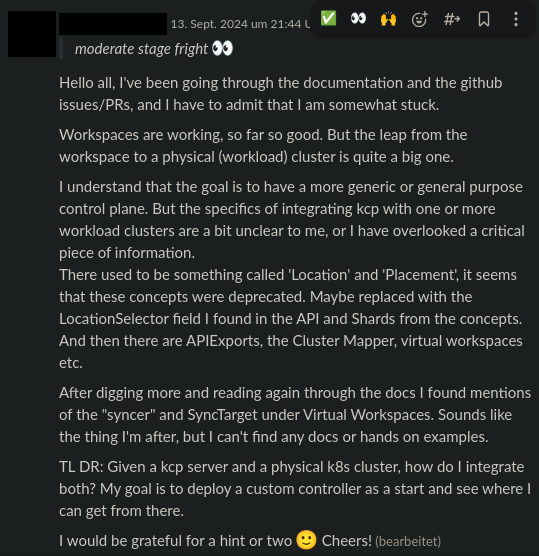 13. Sept. 2024 um 21:44 U
moderate stage fright 👀
Hello all, I've been going through the documentation and the github
issues/PRs, and I have to admit that I am somewhat stuck.
Workspaces are working, so far so good. But the leap from the
workspace to a physical (workload) cluster is quite a big one.
I understand that the goal is to have a more generic or general purpose
control plane. But the specifics of integrating kcp with one or more
workload clusters are a bit unclear to me, or I have overlooked a critical
piece of information.
There used to be something called 'Location' and 'Placement', it seems
that these concepts were deprecated. Maybe replaced with the
LocationSelector field I found in the API and Shards from the concepts.
And then there are APIExports, the Cluster Mapper, virtual workspaces
etc.
After digging more and reading again through the docs I found mentions
of the "syncer" and SyncTarget under Virtual Workspaces. Sounds like
the thing I'm after, but I can't find any docs or hands on examples.
TL DR: Given a kcp server and a physical k8s cluster, how do I integrate
both? My goal is to deploy a custom controller as a start and see where I
can get from there.
I would be grateful for a hint or two 🙂 Cheers! (bearbeitet)